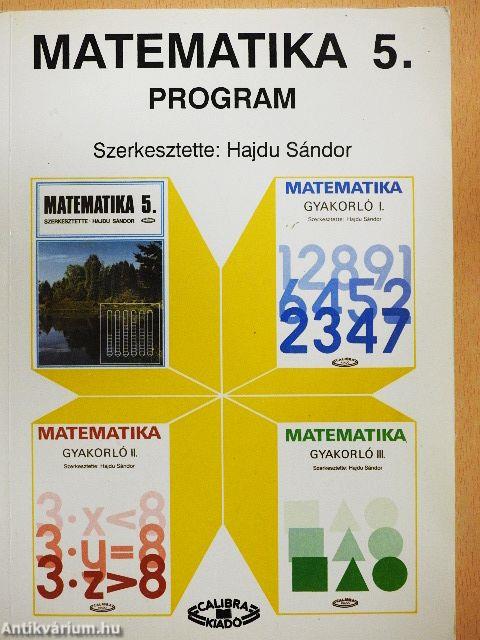 MATEMATIKA 5.
PROGRAM
Szerkesztette: Hajdu Sándor
MATEMATIKA 5.
SZERKESZTETTE · HAJDU SÁNDOR
MATEMATIKA
GYAKORLÓ I.
Szerkesztette: Hajdu Sándor
12891
6452
2347
MATEMATIKA
GYAKORLÓ II.
Szerkesztette: Hajdu Sándor
3·x<8
3·y=8
3·z>8
MATEMATIKA
GYAKORLÓ III.
Szerkesztette: Hajdu Sándor
CALIBRA
KIADÓ
Antikvárium.hu